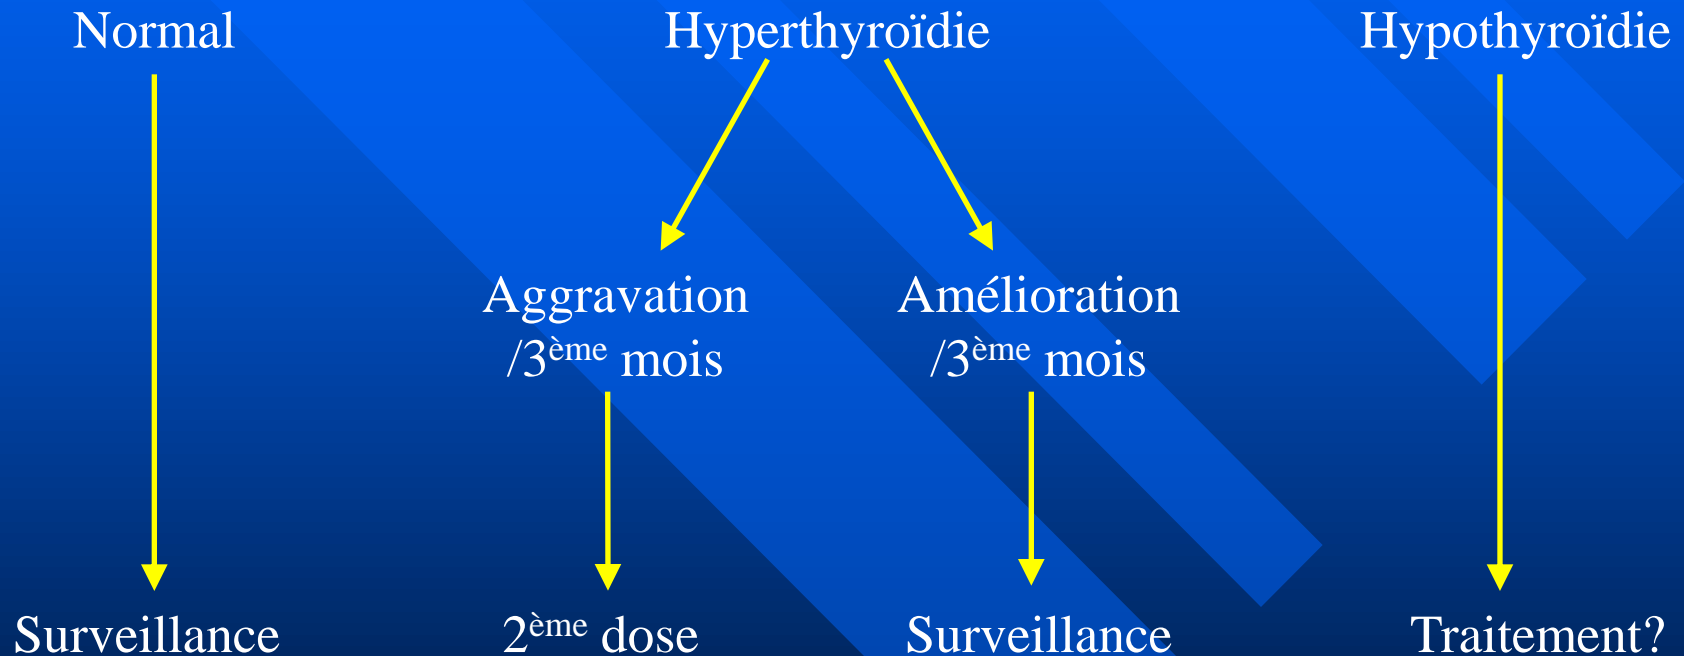 Normal
Hyperthyroïdie
Hypothyroïdie
Aggravation
/3ème mois
Amélioration
/3ème mois
Surveillance
2ème dose
Surveillance
Traitement?